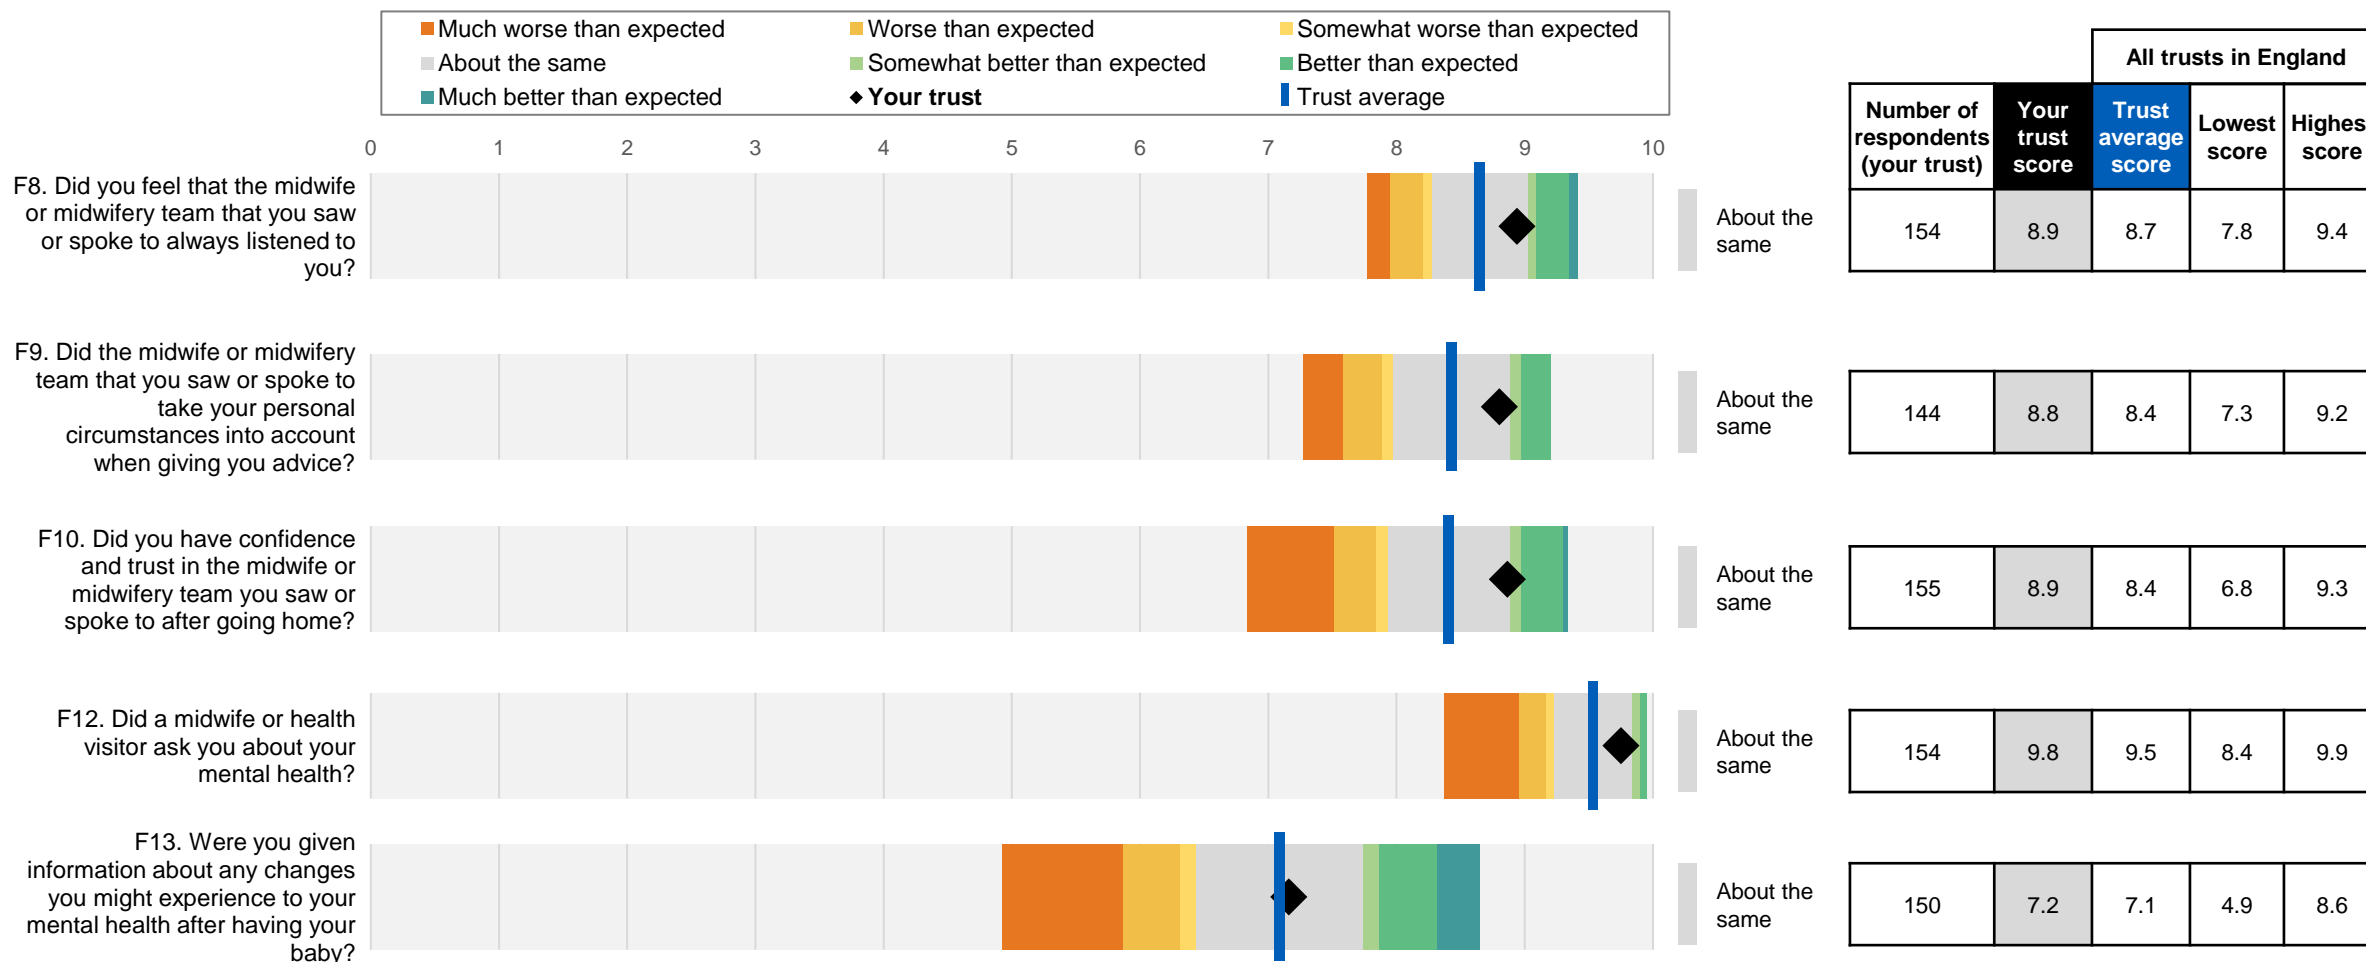 Much worse than expected
Worse than expected
Somewhat worse than expected
About the same
Somewhat better than expected
Better than expected
Much better than expected
Your trust
Trust average
All trusts in England
Number of
respondents
(your trust)
Your
trust
score
Trust
average
score
Lowest
score
Highes
score
0 1 2 3 4 5 6 7 8 9 10
F8. Did you feel that the midwife
or midwifery team that you saw
or spoke to always listened to
you?
About the
same
154 8.9 8.7 7.8 9.4
F9. Did the midwife or midwifery
team that you saw or spoke to
take your personal
circumstances into account
when giving you advice?
About the
same
144 8.8 8.4 7.3 9.2
F10. Did you have confidence
and trust in the midwife or
midwifery team you saw or
spoke to after going home?
About the
same
155 8.9 8.4 6.8 9.3
F12. Did a midwife or health
visitor ask you about your
mental health?
About the
same
154 9.8 9.5 8.4 9.9
F13. Were you given
information about any changes
you might experience to your
mental health after having your
baby?
About the
same
150 7.2 7.1 4.9 8.6